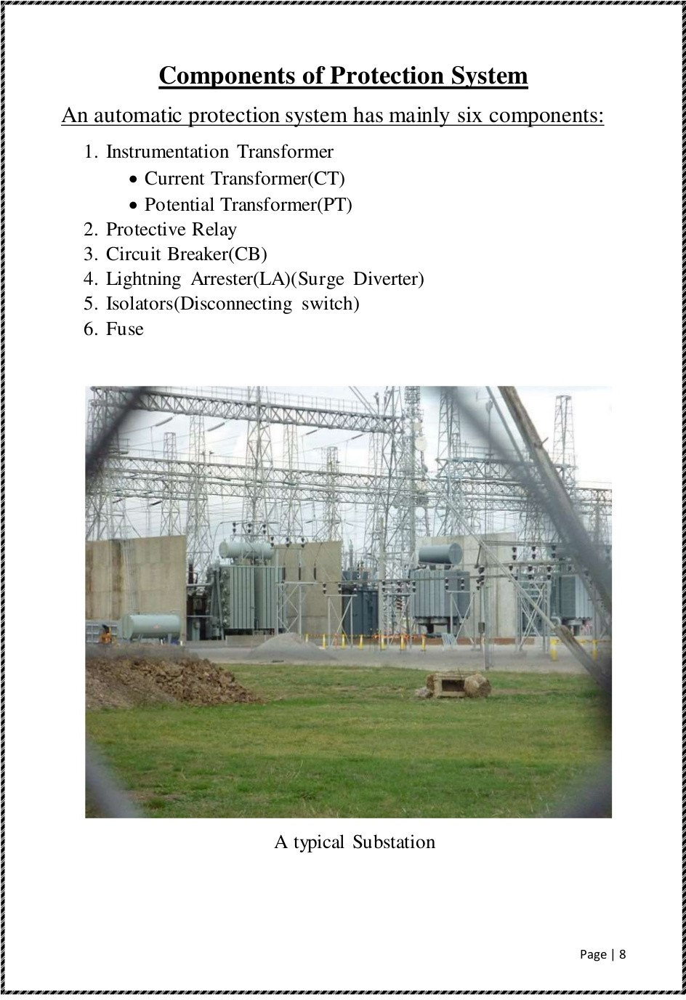 Components of Protection System
An automatic protection system has mainly six components:
1. Instrumentation Transformer
• Current Transformer(CT)
• Potential Transformer(PT)
2. Protective Relay
3. Circuit Breaker(CB)
4. Lightning Arrester(LA)(Surge Diverter)
5. Isolators(Disconnecting switch)
6. Fuse
A typical Substation
Page | 8